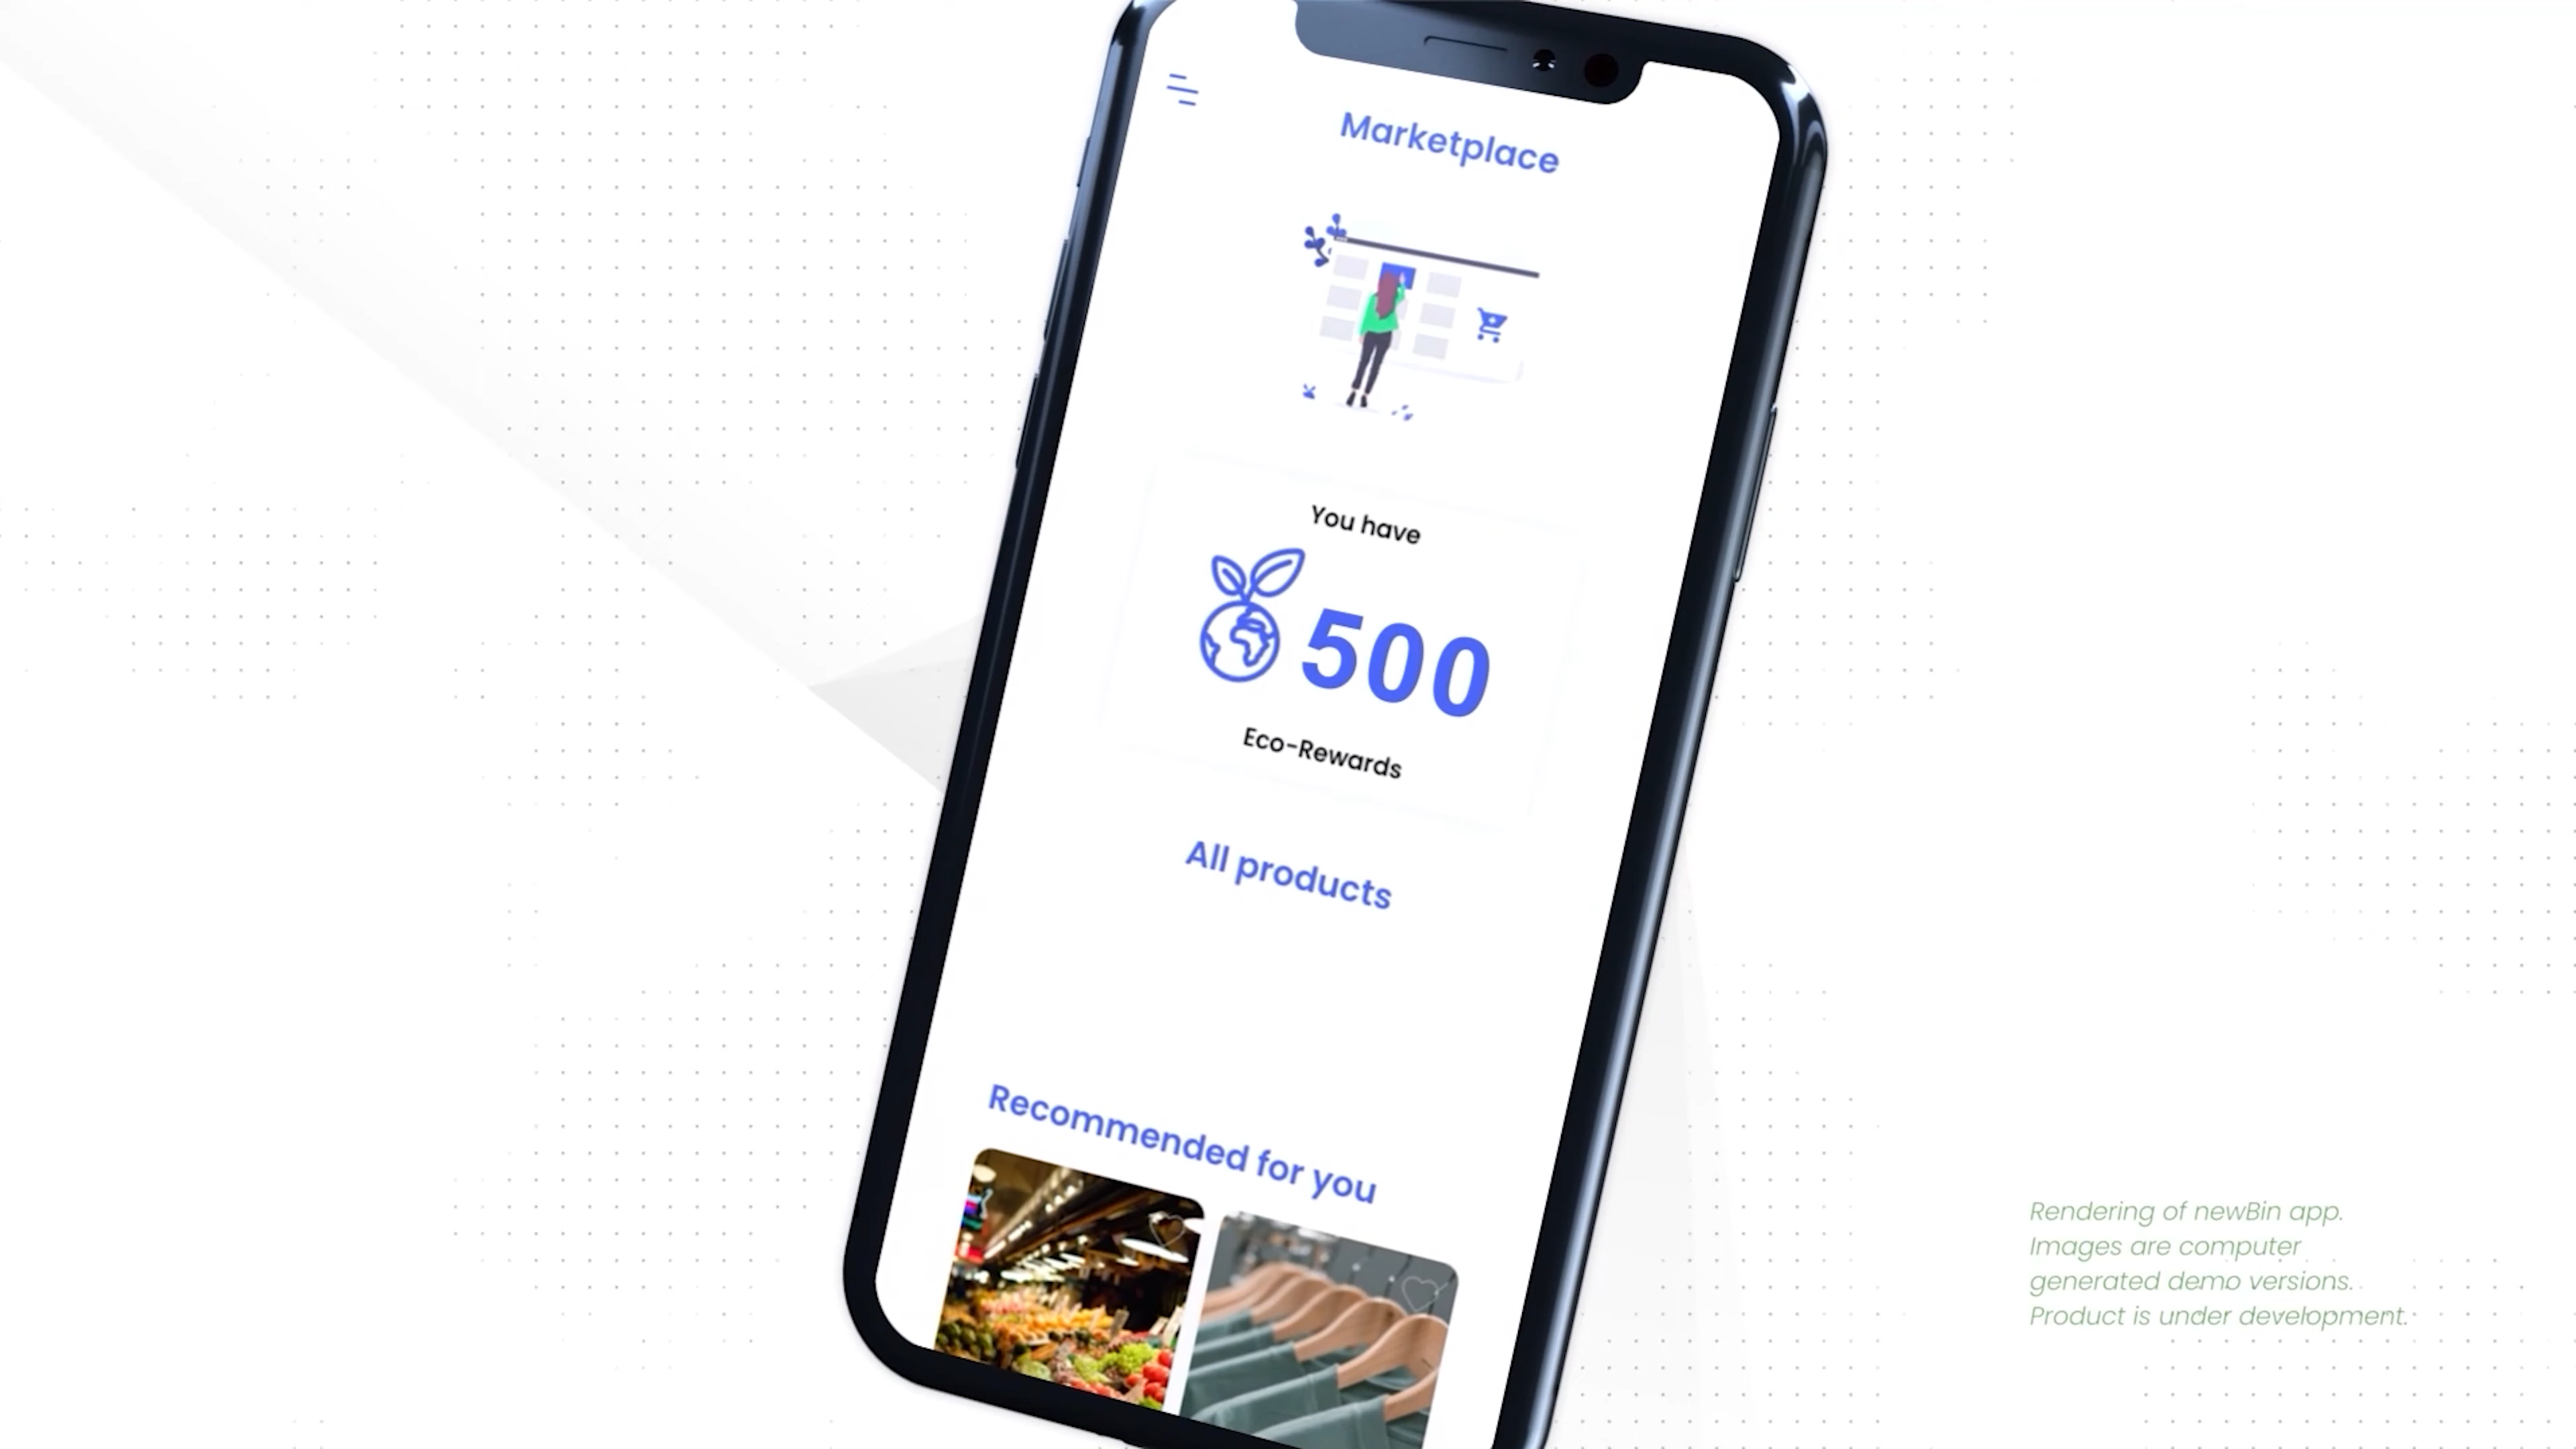 Marketplace
You have
500
Eco-Rewards
All products
Recommended for you
Rendering of newBin app.
Images are computer
generated demo versions.
Product is under development.